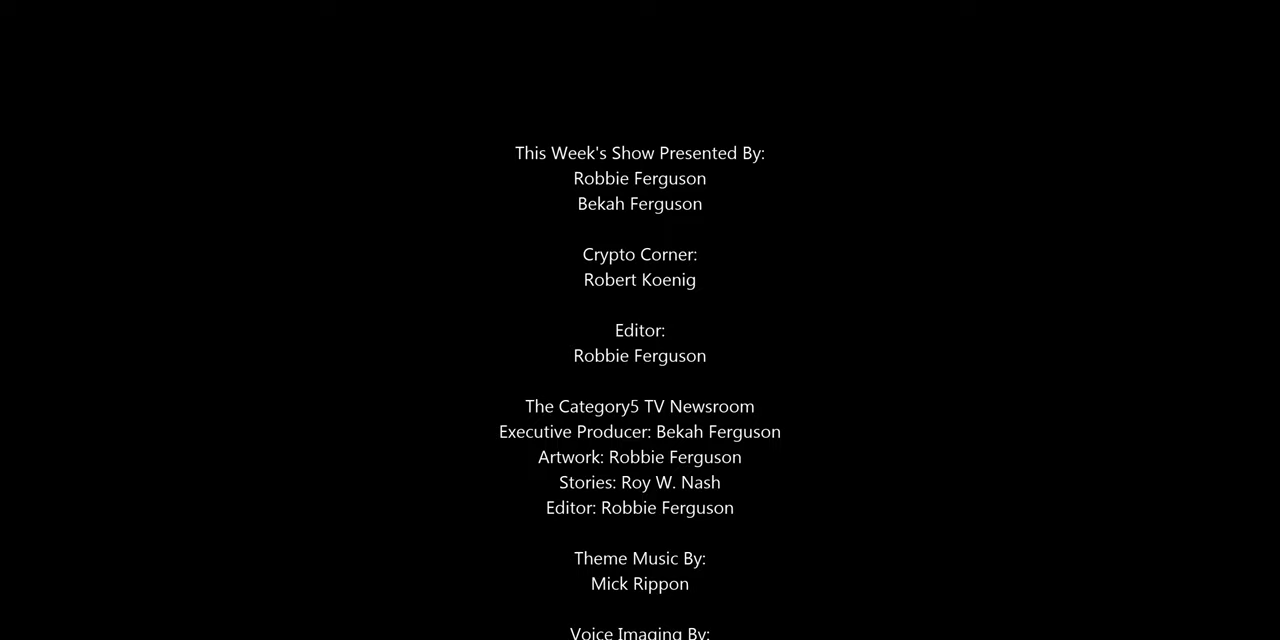 This Week's Show Presented By:
Robbie Ferguson
Bekah Ferguson
Crypto Corner:
Robert Koenig
Editor:
Robbie Ferguson
The Category5 TV Newsroom
Executive Producer: Bekah Ferguson
Artwork: Robbie Ferguson
Stories: Roy W. Nash
Editor: Robbie Ferguson
Theme Music By:
Mick Rippon
Voice Imaging By: